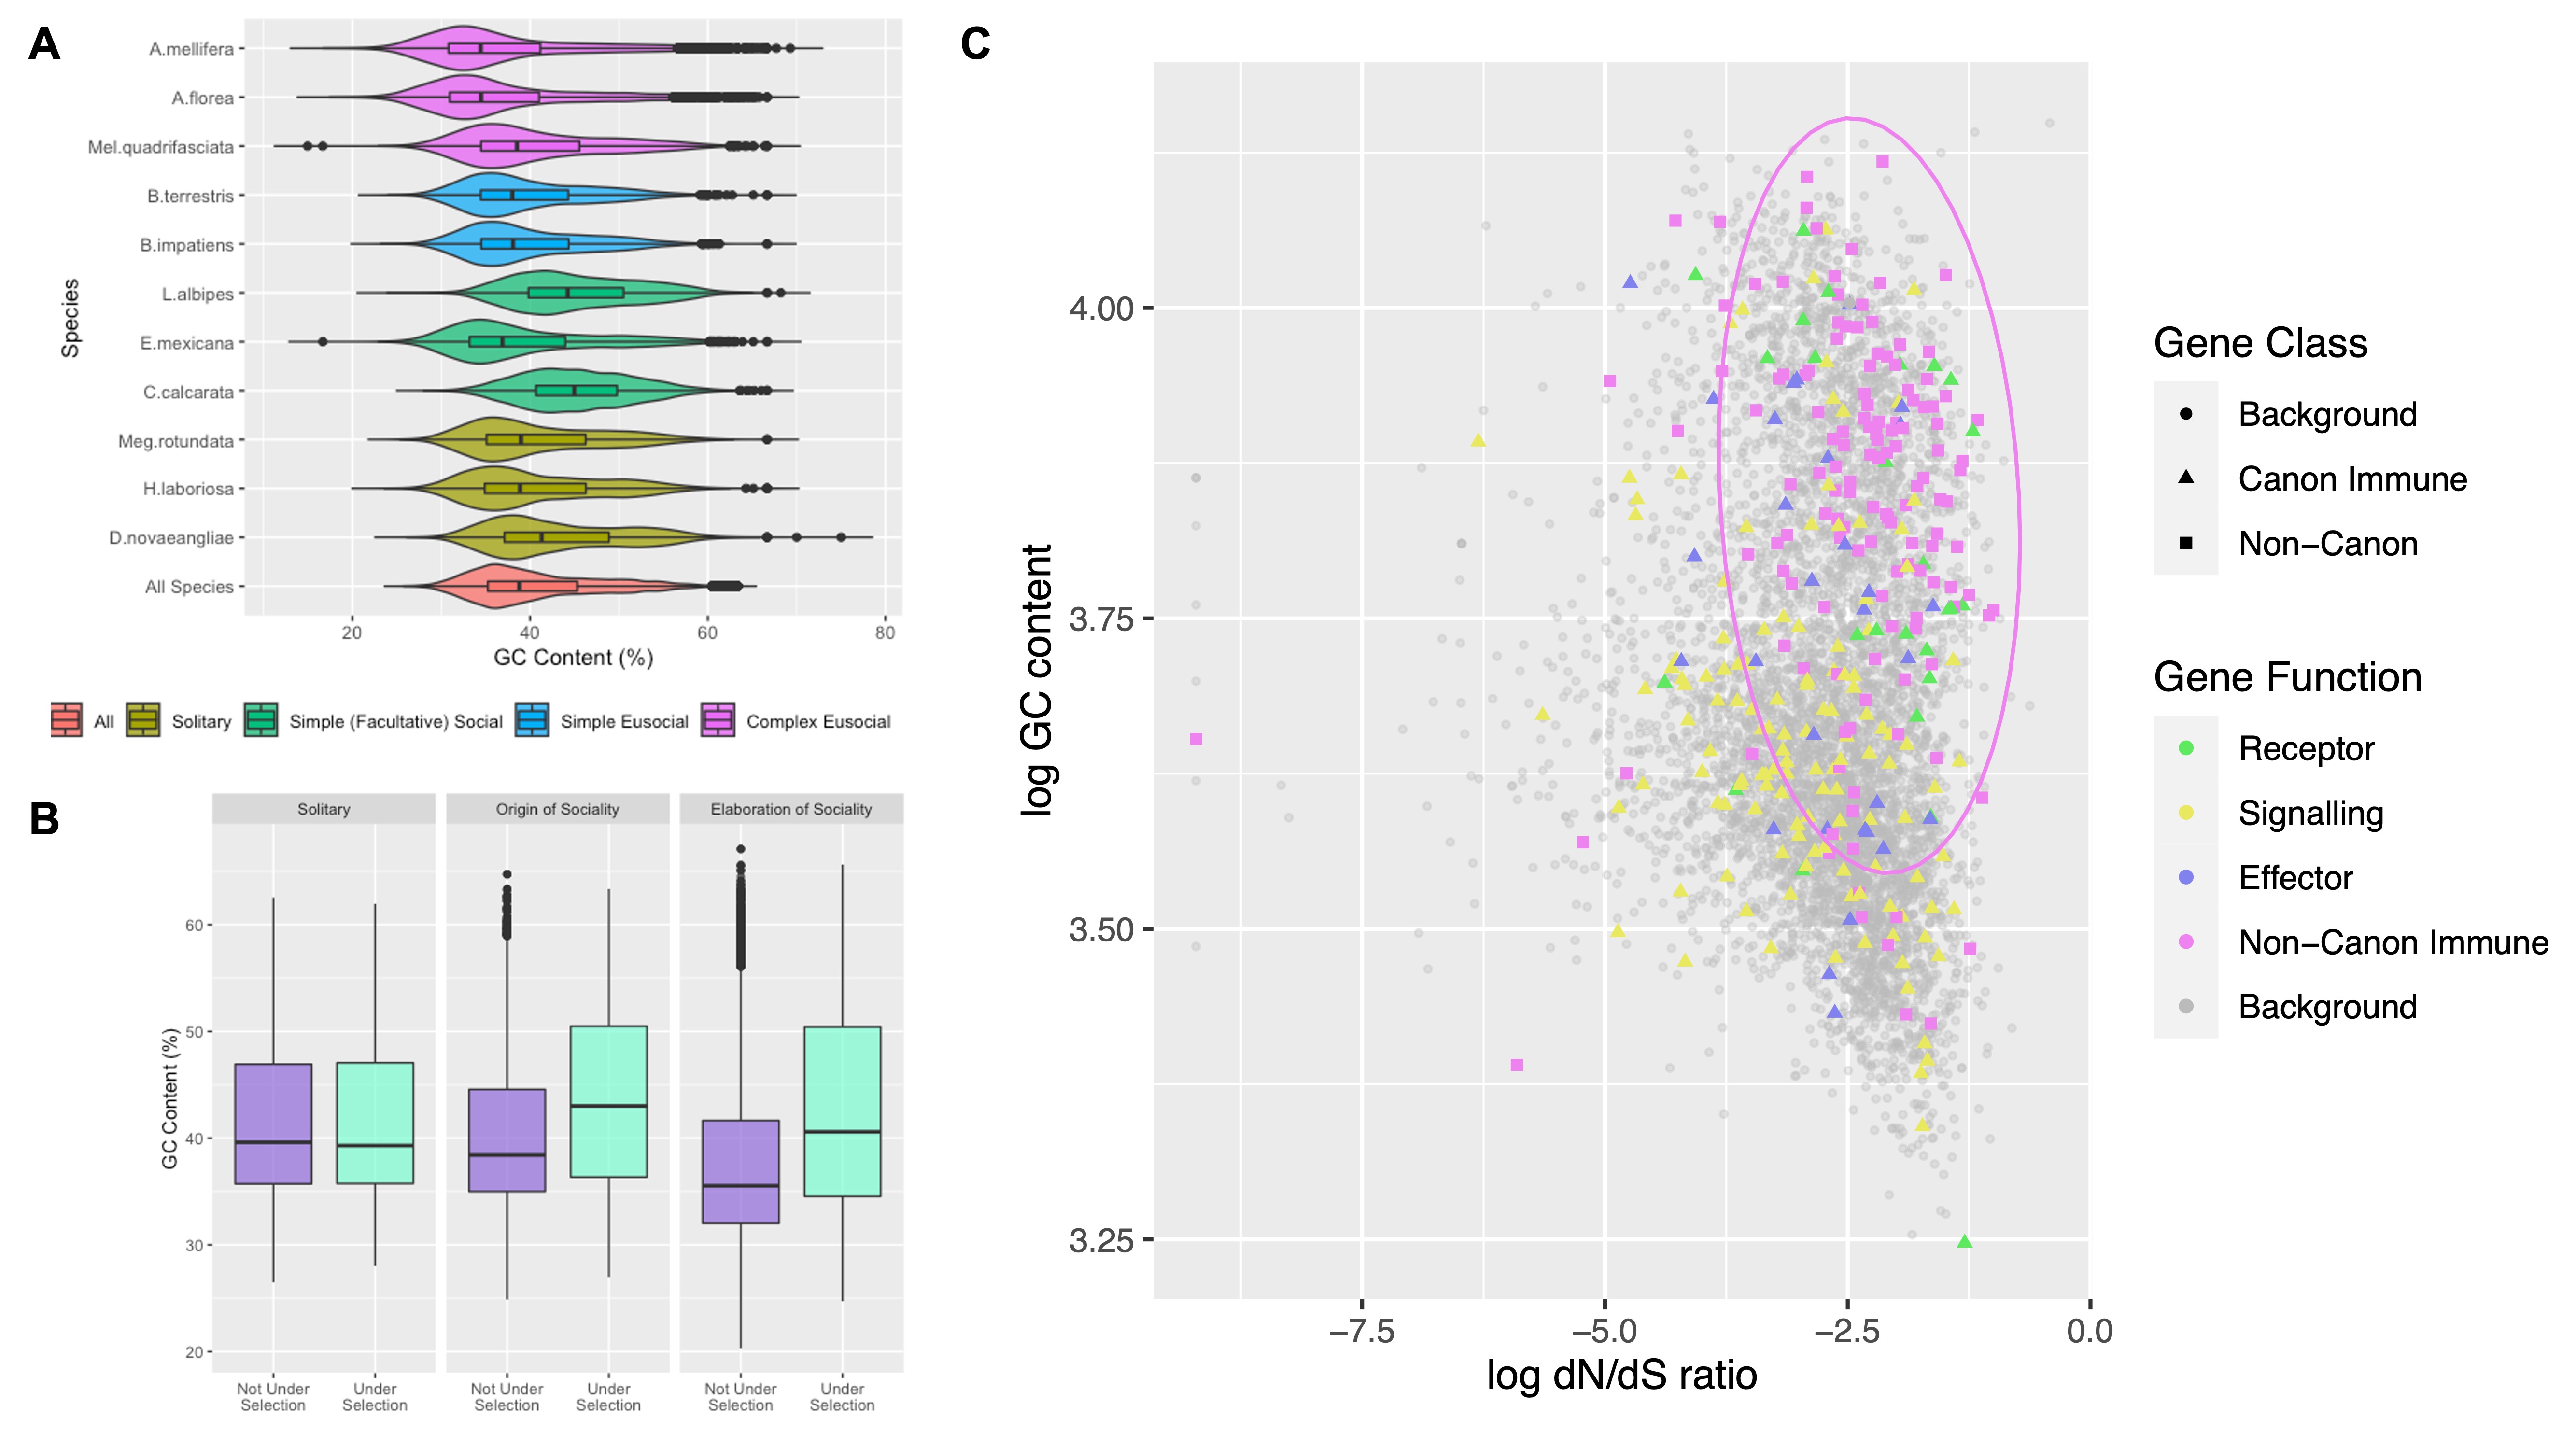 A
Species
A.mellifera
A.florea
Mel.quadrifasciata
B.terrestris
B.impatiens
L.albipes
E.mexicana
C.calcarata
Meg.rotundata
H.laboriosa
D.novaeangliae
All Species
20 40 60 80
GC Content (%)
All Solitary Simple (Facultative) Social Simple Eusocial Complex Eusocial
B
Solitary Origin of Sociality Elaboration of Sociality
GC Content (%)
60
50
40
30
20
Not Under Under Not Under Under Not Under Under
Selection Selection Selection Selection Selection Selection
C
log GC content
4.00
3.75
3.50
3.25
−7.5 −5.0 −2.5 0.0
log dN/dS ratio
Gene Class
Background
Canon Immune
Non−Canon
Gene Function
Receptor
Signalling
Effector
Non−Canon Immune
Background